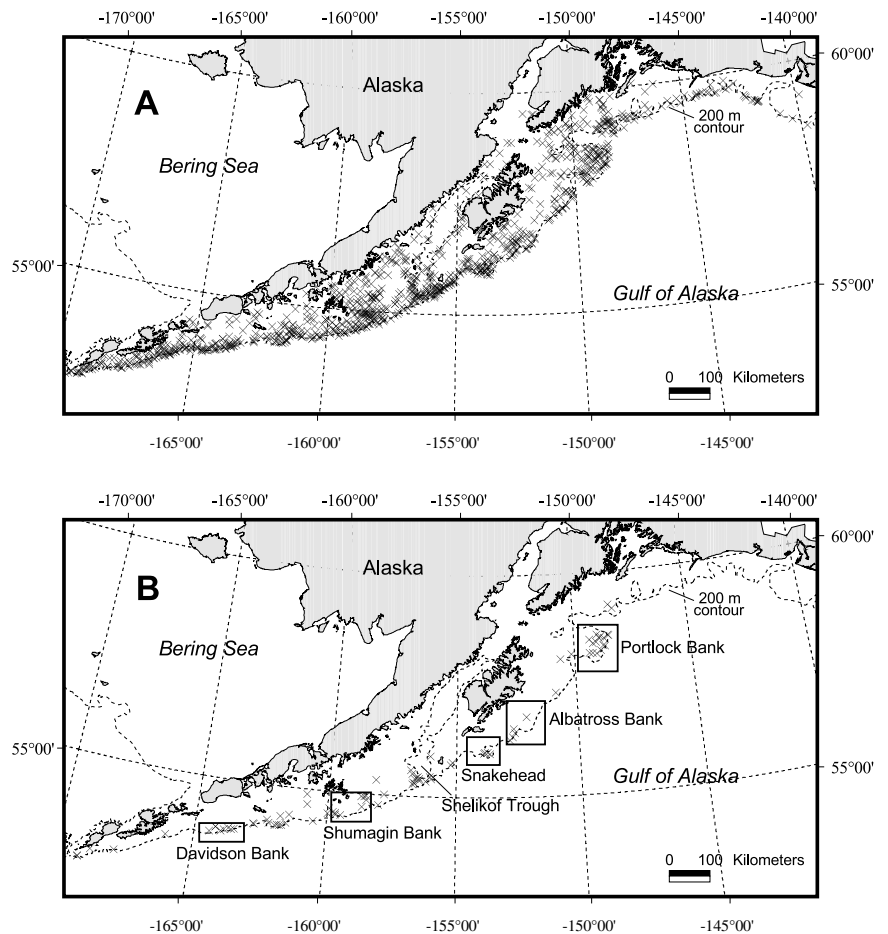 -170°00' -165°00' -160°00' -155°00' -150°00' -145°00' -140°00'
60°00'
A
Alaska
200 m
contour
Bering Sea
55°00'
55°00'
Gulf of Alaska
0 100 Kilometers
-165°00' -160°00' -155°00' -150°00' -145°00'
-170°00' -165°00' -160°00' -155°00' -150°00' -145°00' -140°00'
60°00'
Alaska
B
200 m
contour
Bering Sea
Portlock Bank
Albatross Bank
55°00'
55°00'
Snakehead
Gulf of Alaska
Shelikof Trough
Shumagin Bank
Davidson Bank
0 100 Kilometers
-165°00' -160°00' -155°00' -150°00' -145°00'